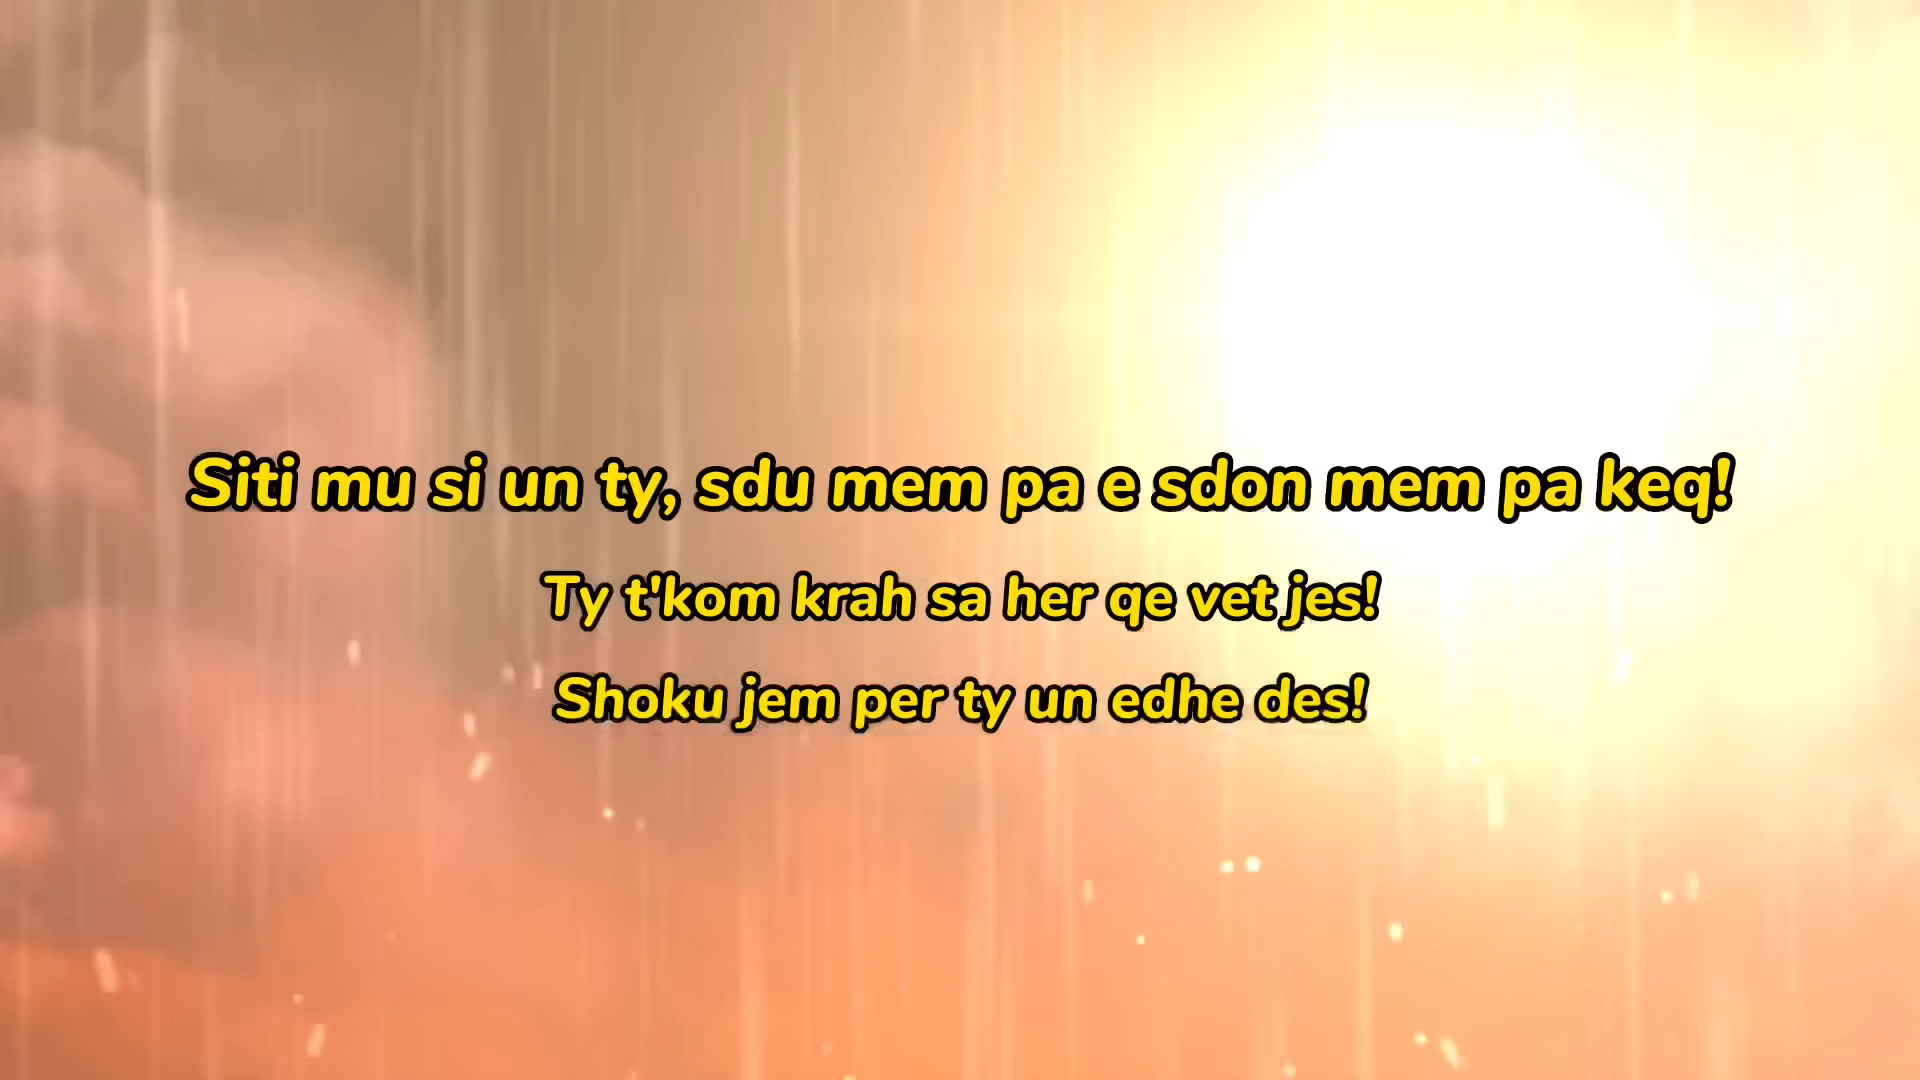 Siti mu si un ty, sdu mem pa e sdon mem pa keq!
Ty t'kom krah sa her qe vet jes!
Shoku jem per ty un edhe des!